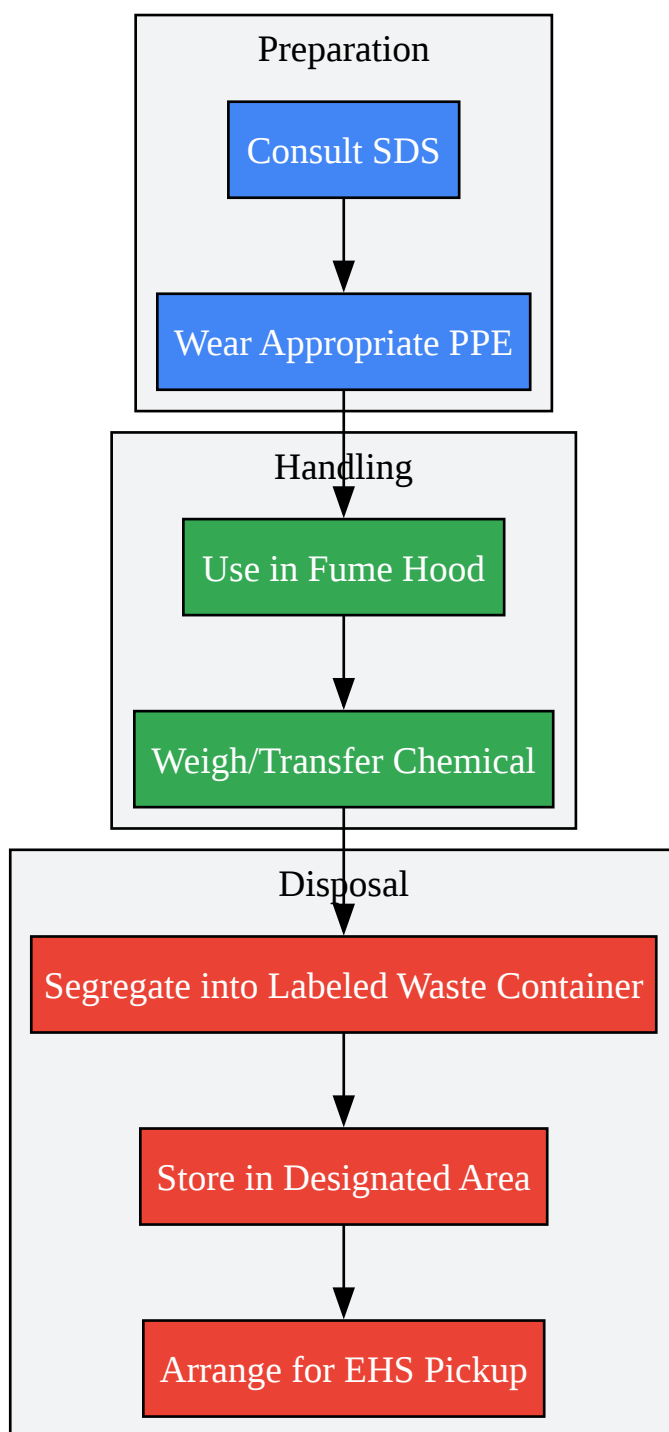 Preparation
Consult SDS
Wear Appropriate PPE
Handling
Use in Fume Hood
Weigh/Transfer Chemical
Disposal
Segregate into Labeled Waste Container
Store in Designated Area
Arrange for EHS Pickup